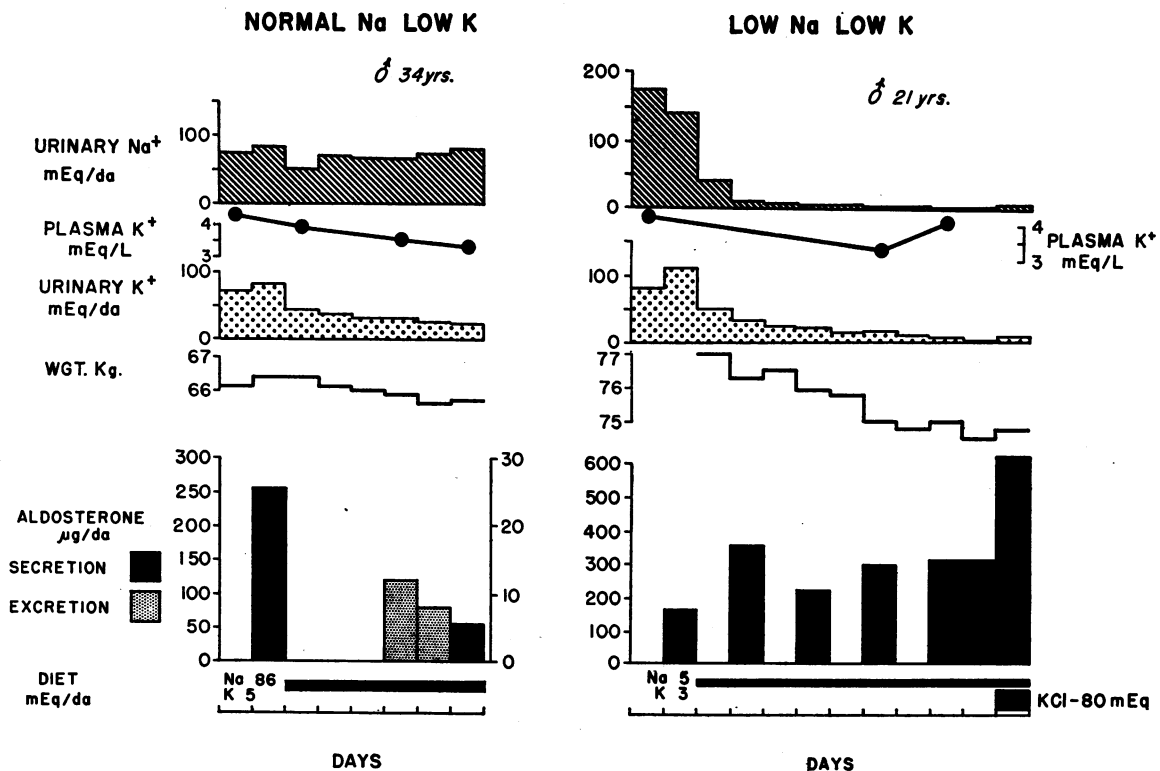 NORMAL Na LOW K
♂ 34yrs.
URINARY Na+
mEq/da
100
0
PLASMA K+
mEq/L
4
3
URINARY K+
mEq/da
100
0
WGT. Kg.
67
66
ALDOSTERONE
µg/da
SECRETION
EXCRETION
300
250
200
150
100
50
0
30
20
10
0
DIET
mEq/da
Na 86
K 5
DAYS
LOW Na LOW K
♂ 21 yrs.
200
100
0
4
3
PLASMA K+
mEq/L
100
0
77
76
75
600
500
400
300
200
100
0
Na 5
K 3
KCl-80 mEq
DAYS